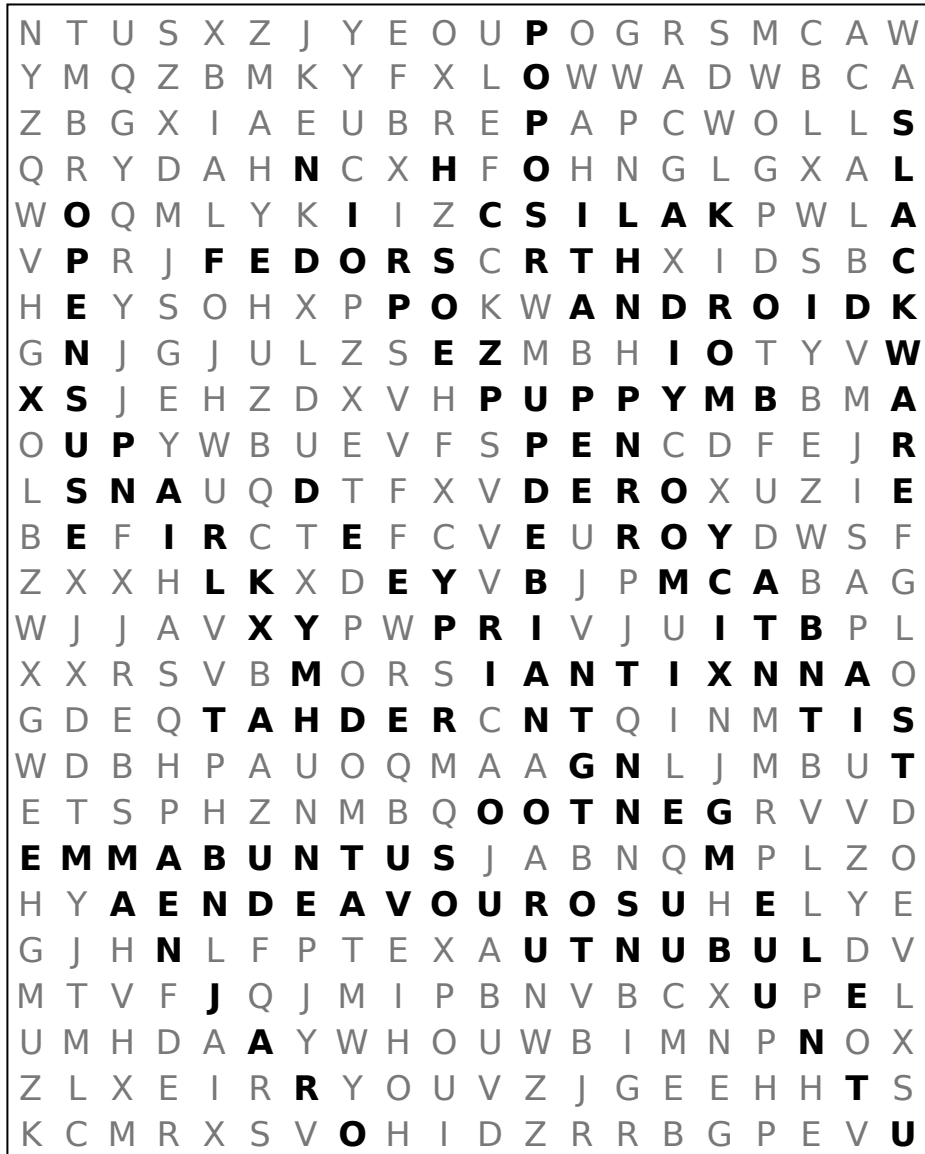 N T U S X Z J Y E O U P O G R S M C A W
Y M Q Z B M K Y F X L O W W A D W B C A
Z B G X I A E U B R E P A P C W O L L S
Q R Y D A H N C X H F O H N G L G X A L
W O Q M L Y K I I Z C S I L A K P W L A
V P R J F E D O R S C R T H X I D S B C
H E Y S O H X P P O K W A N D R O I D K
G N J G J U L Z S E Z M B H I O T Y V W
X S J E H Z D X V H P U P P Y M B B M A
O U P Y W B U E V F S P E N C D F E J R
L S N A U Q D T F X V D E R O X U Z I E
B E F I R C T E F C V E U R O Y D W S F
Z X X H L K X D E Y V B J P M C A B A G
W J J A V X Y P W P R I V J U I T B P L
X X R S V B M O R S I A N T I X N N A O
G D E Q T A H D E R C N T Q I N M T I S
W D B H P A U O Q M A A G N L J M B U T
E T S P H Z N M B Q O O T N E G R V V D
E M M A B U N T U S J A B N Q M P L Z O
H Y A E N D E A V O U R O S U H E L Y E
G J H N L F P T E X A U T N U B U L D V
M T V F J Q J M I P B N V B C X U P E L
U M H D A A Y W H O U W B I M N P N O X
Z L X E I R R Y O U V Z J G E E H H T S
K C M R X S V O H I D Z R R B G P E V U